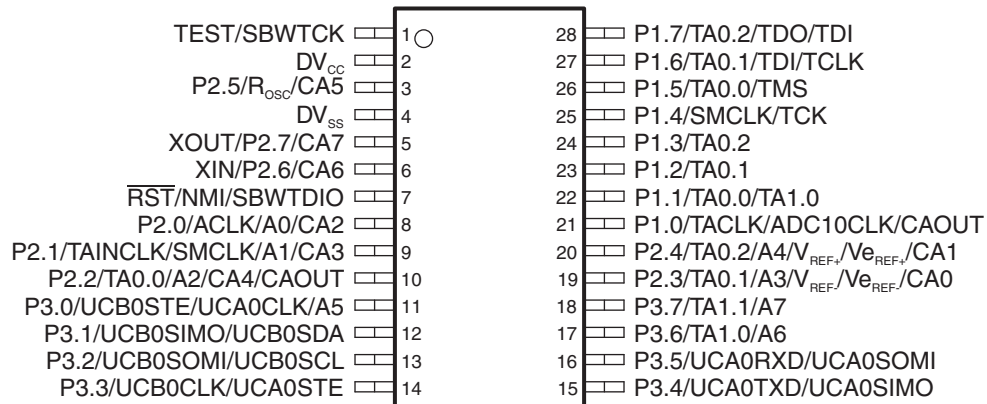 TEST/SBWTCK 1 28 P1.7/TA0.2/TDO/TDI
DVCC 2 27 P1.6/TA0.1/TDI/TCLK
P2.5/ROSC/CA5 3 26 P1.5/TA0.0/TMS
DVSS 4 25 P1.4/SMCLK/TCK
XOUT/P2.7/CA7 5 24 P1.3/TA0.2
XIN/P2.6/CA6 6 23 P1.2/TA0.1
RST/NMI/SBWTDIO 7 22 P1.1/TA0.0/TA1.0
P2.0/ACLK/A0/CA2 8 21 P1.0/TACLK/ADC10CLK/CAOUT
P2.1/TAINCLK/SMCLK/A1/CA3 9 20 P2.4/TA0.2/A4/VREF+/VeREF+/CA1
P2.2/TA0.0/A2/CA4/CAOUT 10 19 P2.3/TA0.1/A3/VREF-/VeREF-/CA0
P3.0/UCB0STE/UCA0CLK/A5 11 18 P3.7/TA1.1/A7
P3.1/UCB0SIMO/UCB0SDA 12 17 P3.6/TA1.0/A6
P3.2/UCB0SOMI/UCB0SCL 13 16 P3.5/UCA0RXD/UCA0SOMI
P3.3/UCB0CLK/UCA0STE 14 15 P3.4/UCA0TXD/UCA0SIMO